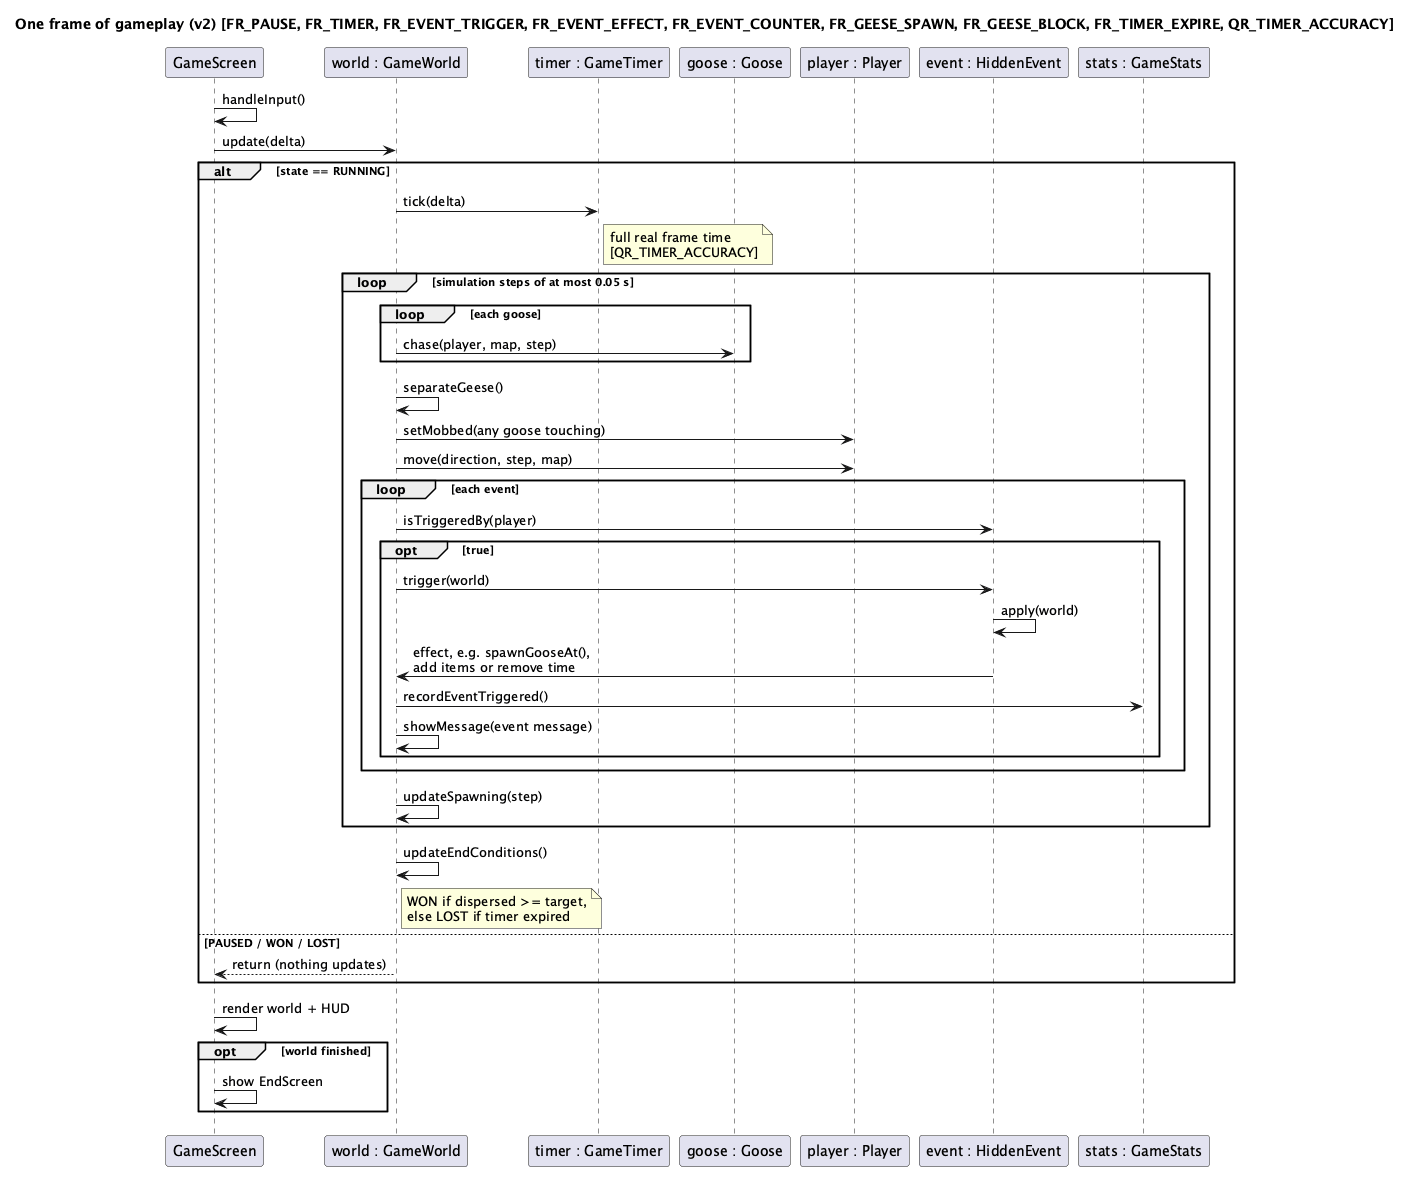 One frame of gameplay (v2) [FR_PAUSE, FR_TIMER, FR_EVENT_TRIGGER, FR_EVENT_EFFECT, FR_EVENT_COUNTER, FR_GEESE_SPAWN, FR_GEESE_BLOCK, FR_TIMER_EXPIRE, QR_TIMER_ACCURACY]
GameScreen world : GameWorld timer : GameTimer goose : Goose player : Player event : HiddenEvent stats : GameStats
handleInput()
update(delta)
alt [state == RUNNING]
tick(delta)
full real frame time
[QR_TIMER_ACCURACY]
loop [simulation steps of at most 0.05 s]
loop [each goose]
chase(player, map, step)
separateGeese()
setMobbed(any goose touching)
move(direction, step, map)
loop [each event]
isTriggeredBy(player)
opt [true]
trigger(world)
apply(world)
effect, e.g. spawnGooseAt(),
add items or remove time
recordEventTriggered()
showMessage(event message)
updateSpawning(step)
updateEndConditions()
WON if dispersed >= target,
else LOST if timer expired
[PAUSED / WON / LOST]
return (nothing updates)
render world + HUD
opt [world finished]
show EndScreen
GameScreen world : GameWorld timer : GameTimer goose : Goose player : Player event : HiddenEvent stats : GameStats